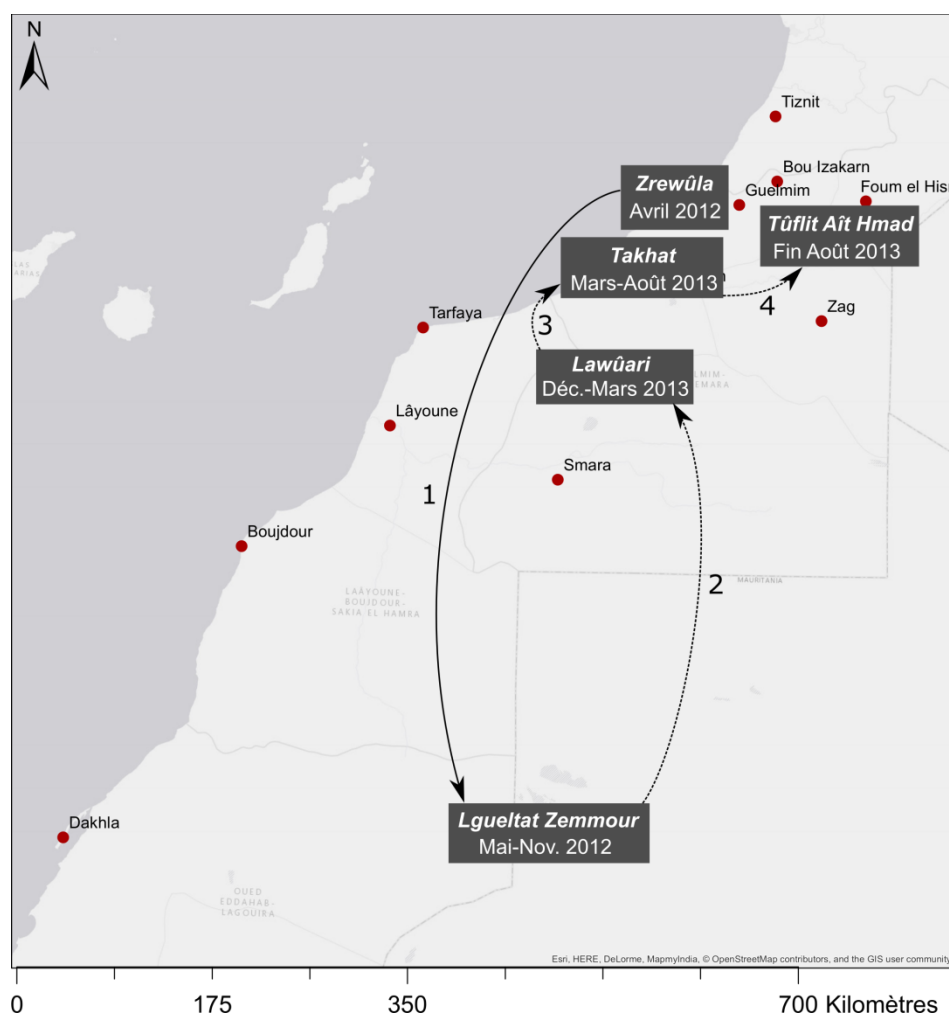 N
Tiznit
Bou Izakarn
Zrewûla
Avril 2012
Guelmim
Foum el Hisn
Tûflit Aît Hmad
Fin Août 2013
Takhat
Mars-Août 2013
4
Zag
Tarfaya
3
Lawûari
Déc.-Mars 2013
Lâyoune
Smara
1
Boujdour
2
MAURITANIA
LAÂYOUNE-
BOUJDOUR-
SAKIA EL HAMRA
Lgueltat Zemmour
Mai-Nov. 2012
Dakhla
OUED
EDDAHAB-
LAGOUIRA
Esri, HERE, DeLorme, MapmyIndia, © OpenStreetMap contributors, and the GIS user community
0 175 350 700 Kilomètres